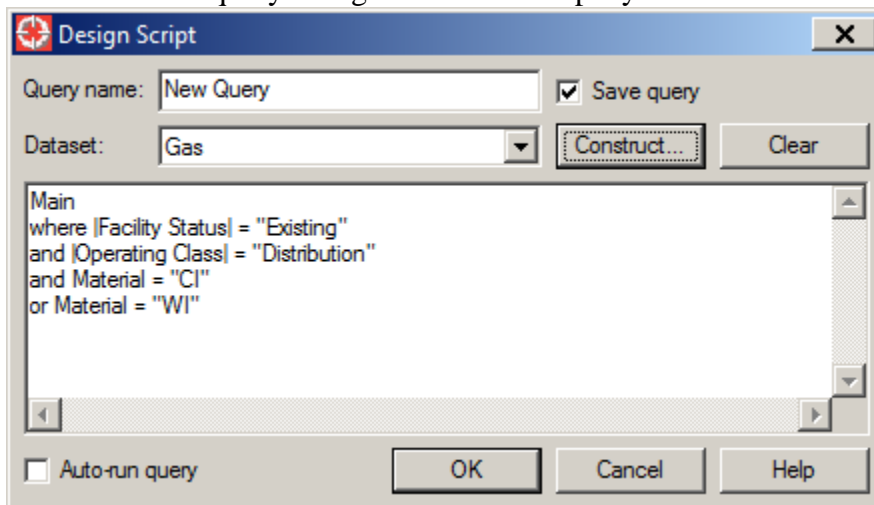 Design Script
Query name: New Query Save query
Dataset: Gas Construct... Clear
Main
where |Facility Status| = "Existing"
and |Operating Class| = "Distribution"
and Material = "CI"
or Material = "WI"
Auto-run query OK Cancel Help